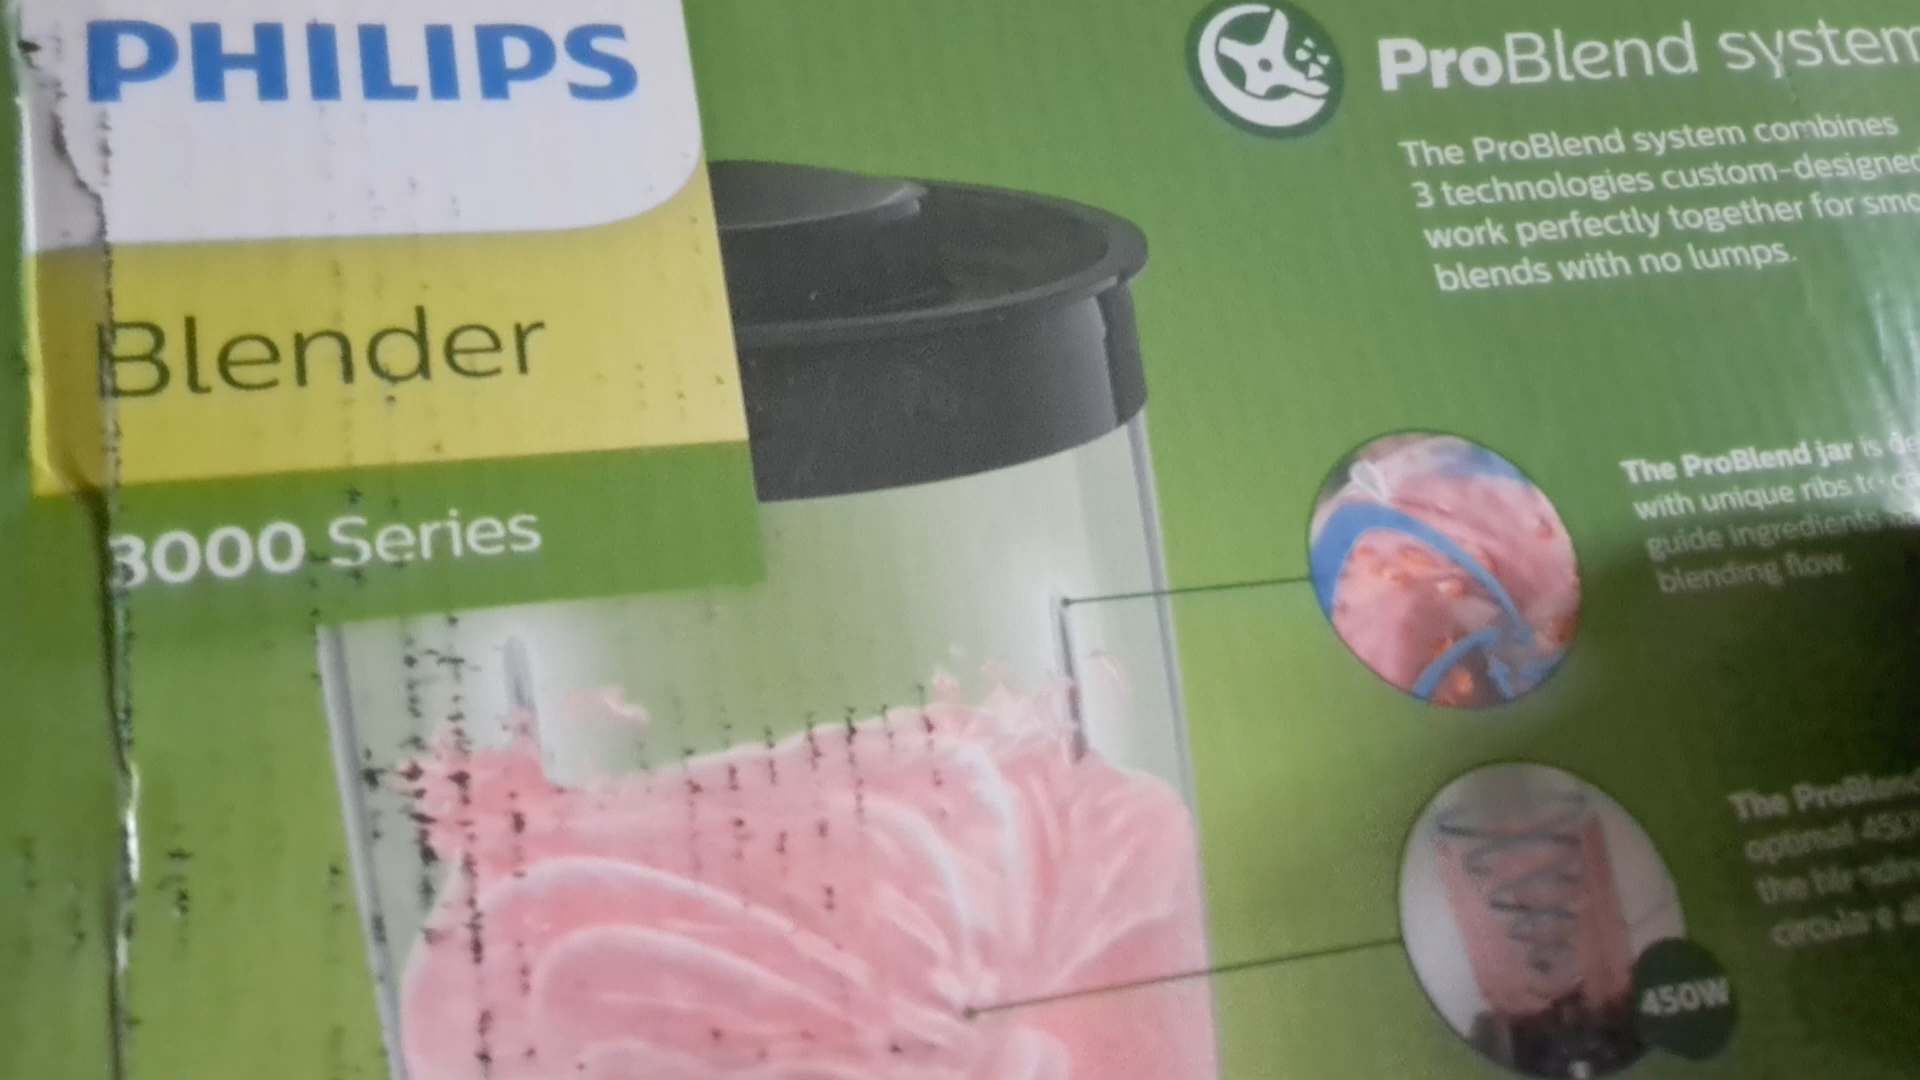 PHILIPS
Blender
3000 Series
ProBlend system
The ProBlend system combines
3 technologies custom-designed
work perfectly together for smo
blends with no lumps.
The ProBlend jar is de
with unique ribs to
guide ingredients
blending flow.
The ProBlend
optimal 450
the
450W